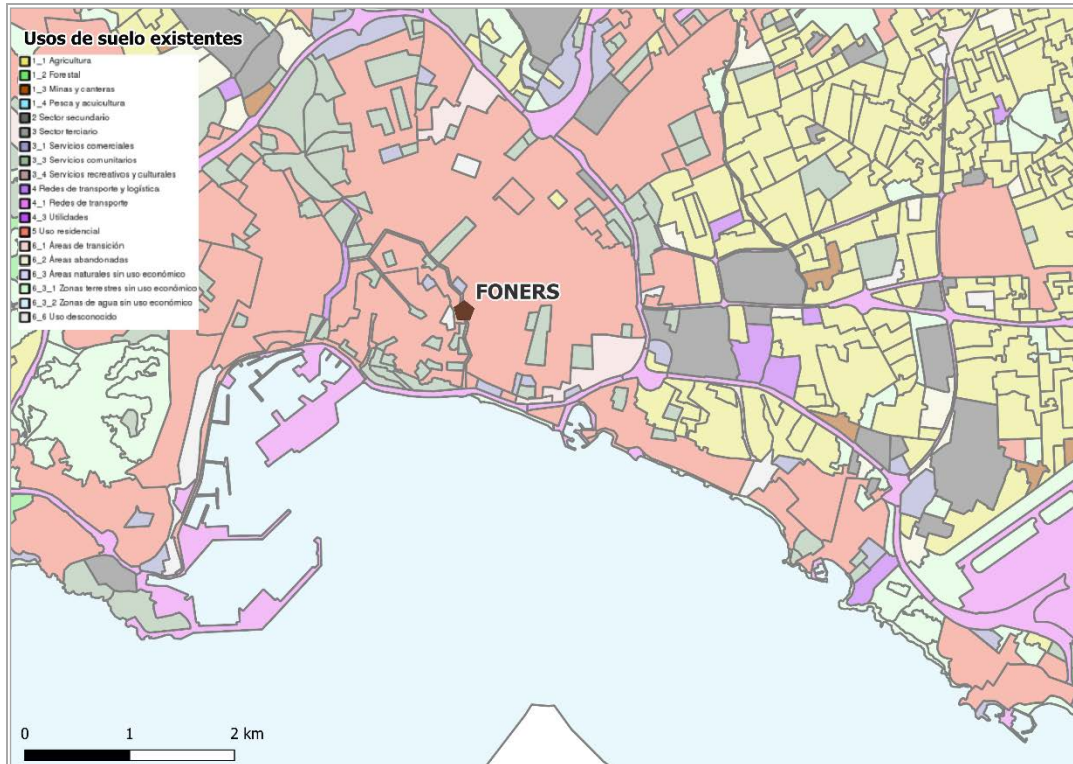 Usos de suelo existentes
1_1 Agricultura
1_2 Forestal
1_3 Minas y canteras
1_4 Pesca y acuicultura
2 Sector secundario
3 Sector terciario
3_1 Servicios comerciales
3_3 Servicios comunitarios
3_4 Servicios recreativos y culturales
4 Redes de transporte y logística
4_1 Redes de transporte
4_3 Utilidades
5 Uso residencial
6_1 Áreas de transición
6_2 Áreas abandonadas
6_3 Áreas naturales sin uso económico
6_3_1 Zonas terrestres sin uso económico
6_3_2 Zonas de agua sin uso económico
6_6 Uso desconocido
FONERS
0 1 2 km